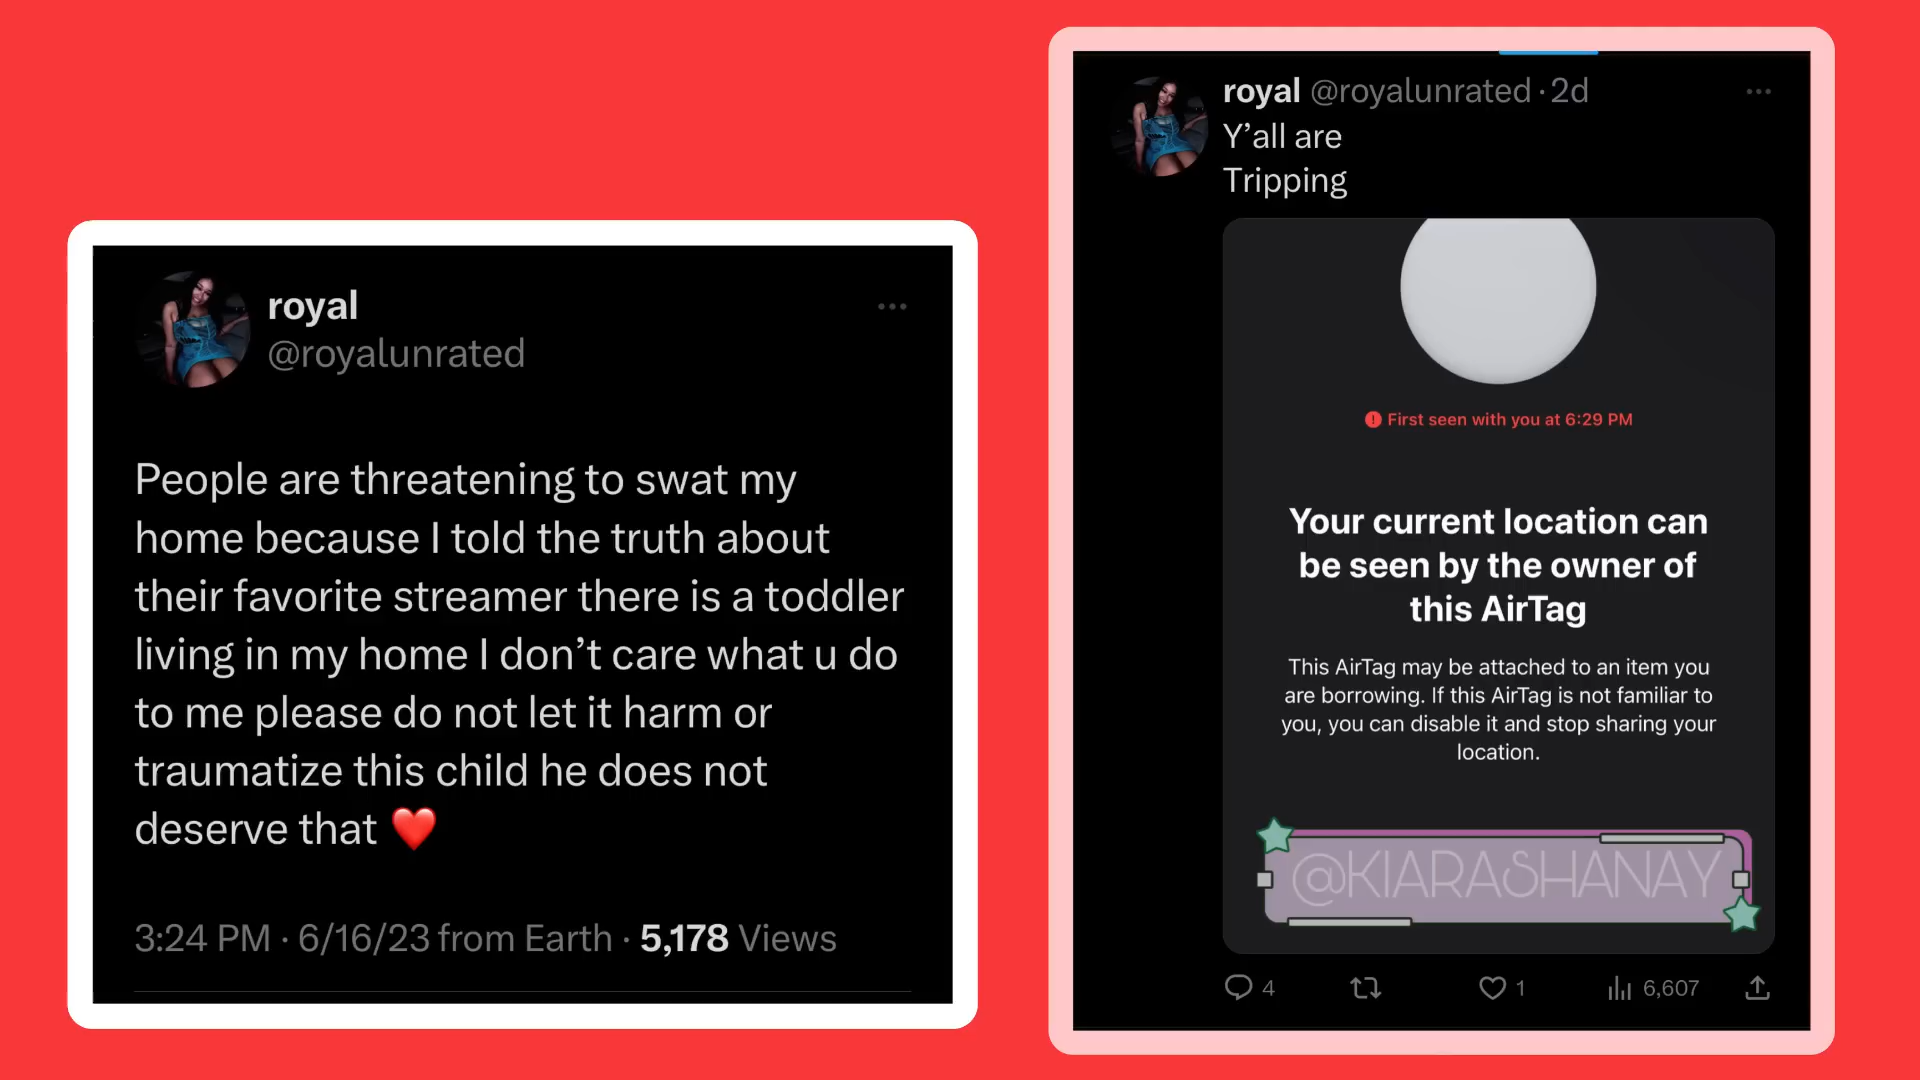 royal
@royalunrated
People are threatening to swat my
home because I told the truth about
their favorite streamer there is a toddler
living in my home I don’t care what u do
to me please do not let it harm or
traumatize this child he does not
deserve that ❤️
3:24 PM · 6/16/23 from Earth · 5,178 Views
royal @royalunrated · 2d
Y’all are
Tripping
First seen with you at 6:29 PM
Your current location can
be seen by the owner of
this AirTag
This AirTag may be attached to an item you
are borrowing. If this AirTag is not familiar to
you, you can disable it and stop sharing your
location.
@KIARASHANAY
4 1 6,607